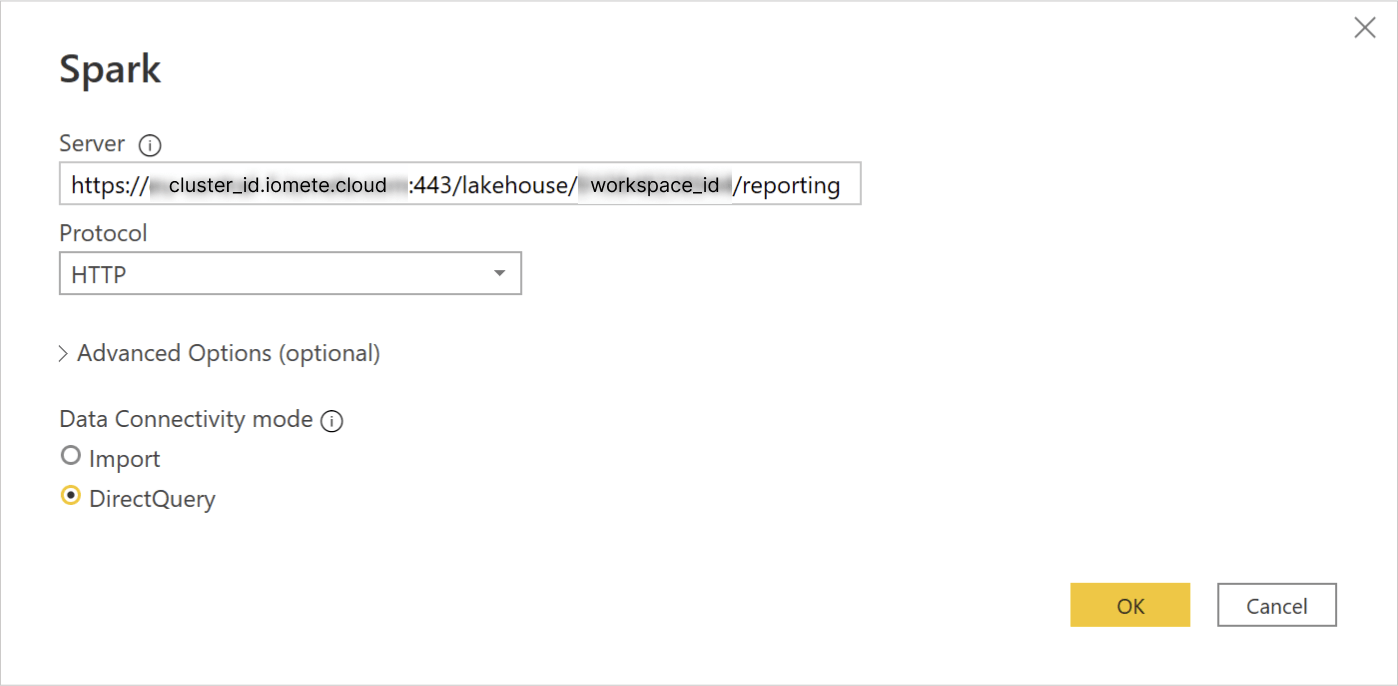 Spark
Server
https://cluster_id.iomete.cloud:443/lakehouse/workspace_id/reporting
Protocol
HTTP
Advanced Options (optional)
Data Connectivity mode
Import
DirectQuery
OK Cancel